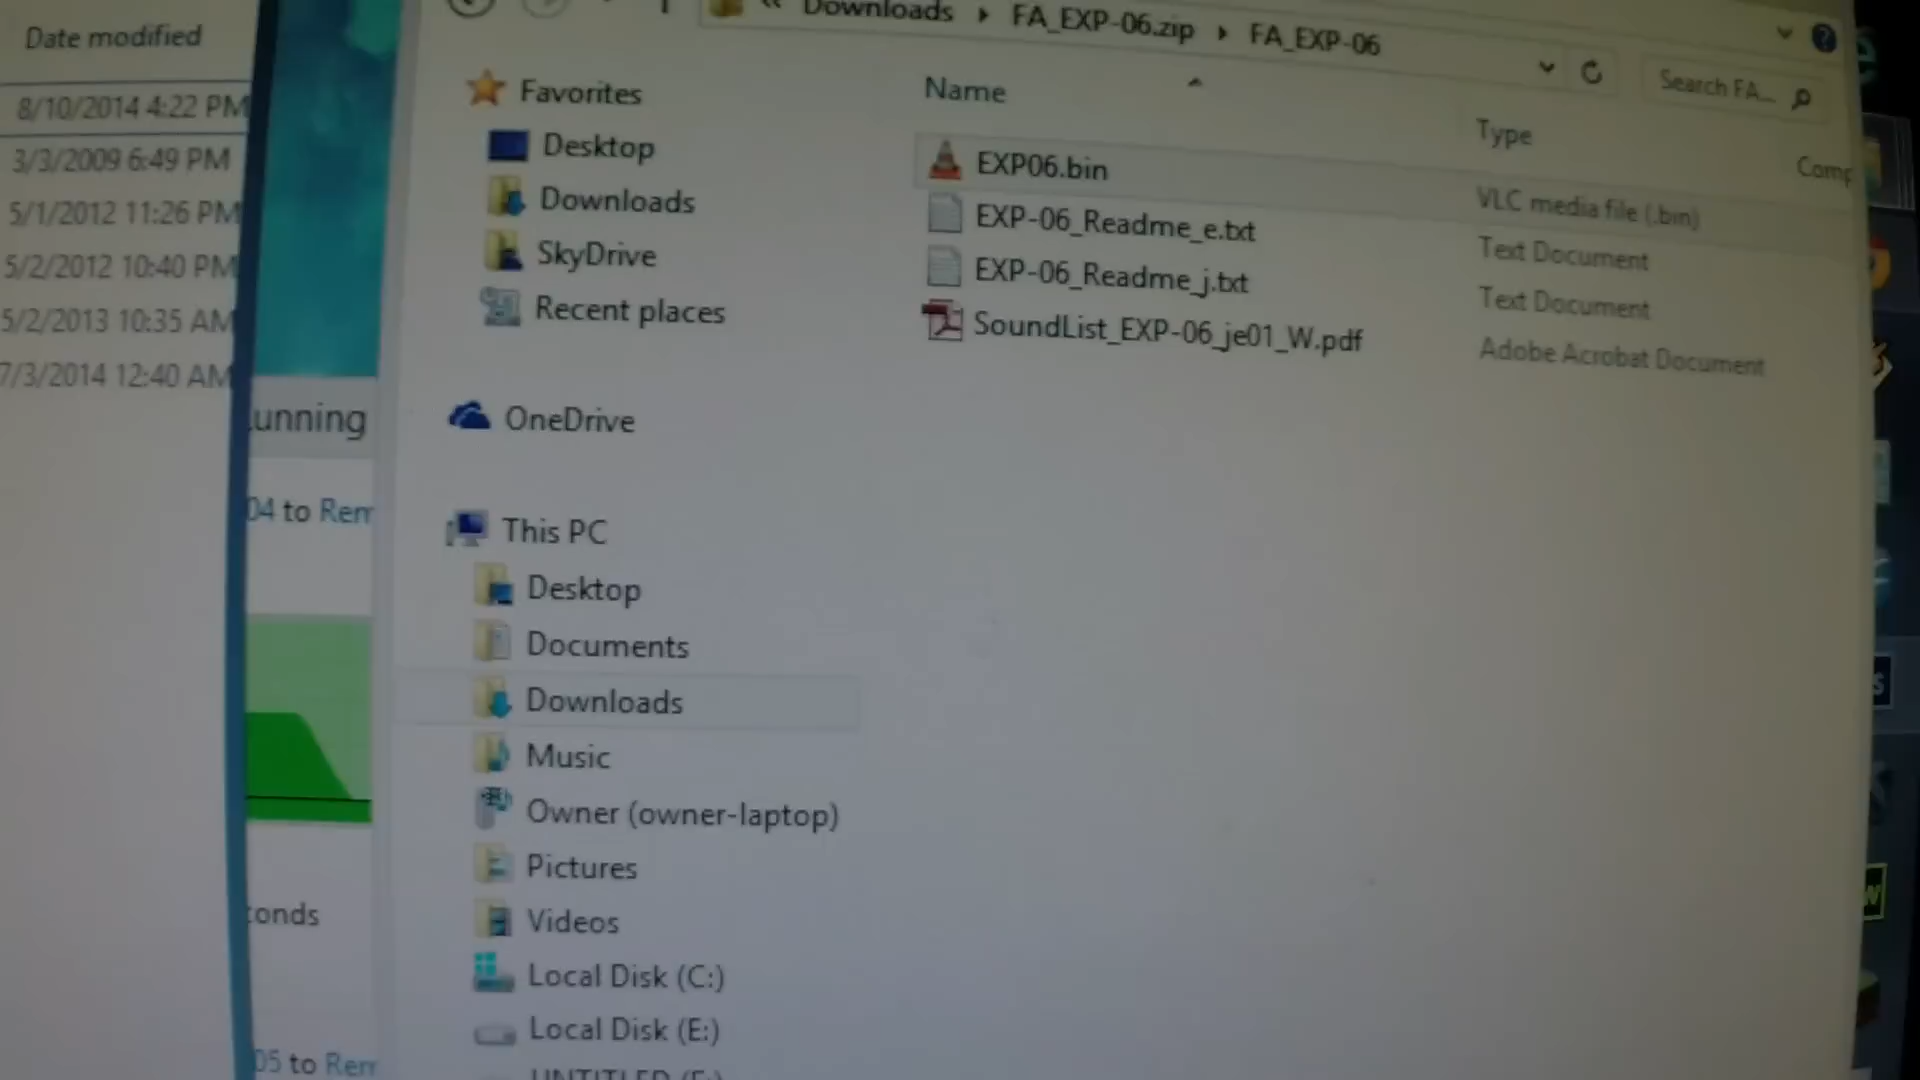 Date modified
8/10/2014 4:22 PM
3/3/2009 6:49 PM
5/1/2012 11:26 PM
5/2/2012 10:40 PM
5/2/2013 10:35 AM
7/3/2014 12:40 AM
unning
04 to Rem
onds
05 to Rem
Downloads
FA_EXP-06.zip
FA_EXP-06
Search FA...
Favorites
Desktop
Downloads
SkyDrive
Recent places
OneDrive
This PC
Desktop
Documents
Downloads
Music
Owner (owner-laptop)
Pictures
Videos
Local Disk (C:)
Local Disk (E:)
Name
Type
Comp
EXP06.bin
VLC media file (.bin)
EXP-06_Readme_e.txt
Text Document
EXP-06_Readme_j.txt
Text Document
SoundList_EXP-06_je01_W.pdf
Adobe Acrobat Document